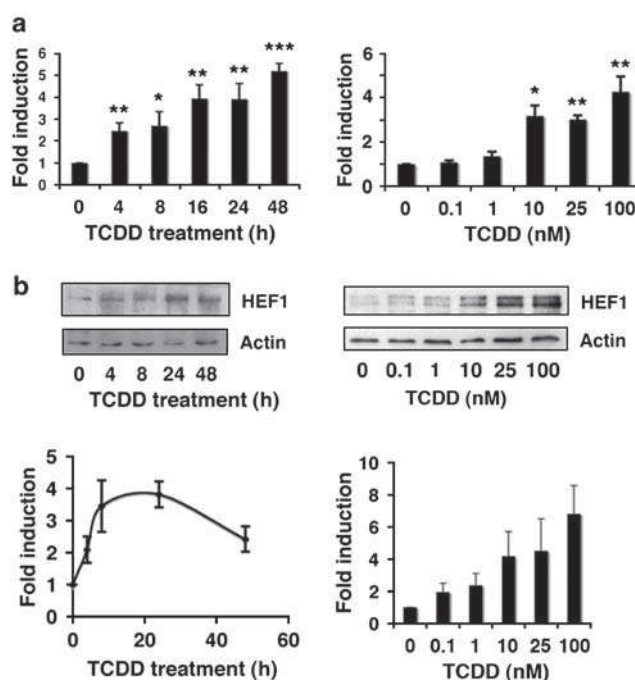 a
Fold induction
6
5
4
3
2
1
0
** * ** ** ***
0 4 8 16 24 48
TCDD treatment (h)
Fold induction
6
4
2
0
* ** **
0 0.1 1 10 25 100
TCDD (nM)
b
HEF1
Actin
0 4 8 24 48
TCDD treatment (h)
HEF1
Actin
0 0.1 1 10 25 100
TCDD (nM)
Fold induction
5
4
3
2
1
0
0 20 40 60
TCDD treatment (h)
Fold induction
10
8
6
4
2
0
0 0.1 1 10 25 100
TCDD (nM)